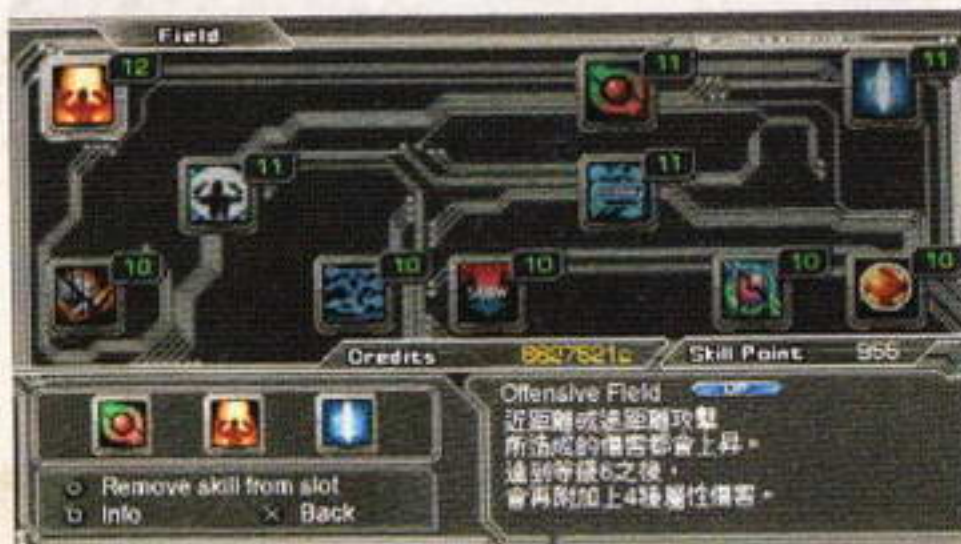 Field
12
11
11
11
11
10
10
10
10
10
Credits Skill Point 955
Offensive Field Off
近距離或遠距離攻擊
所造成的傷害都會上昇。
達到等級6之後，
會再附加上4種屬性傷害。
Remove skill from slot
Info Back